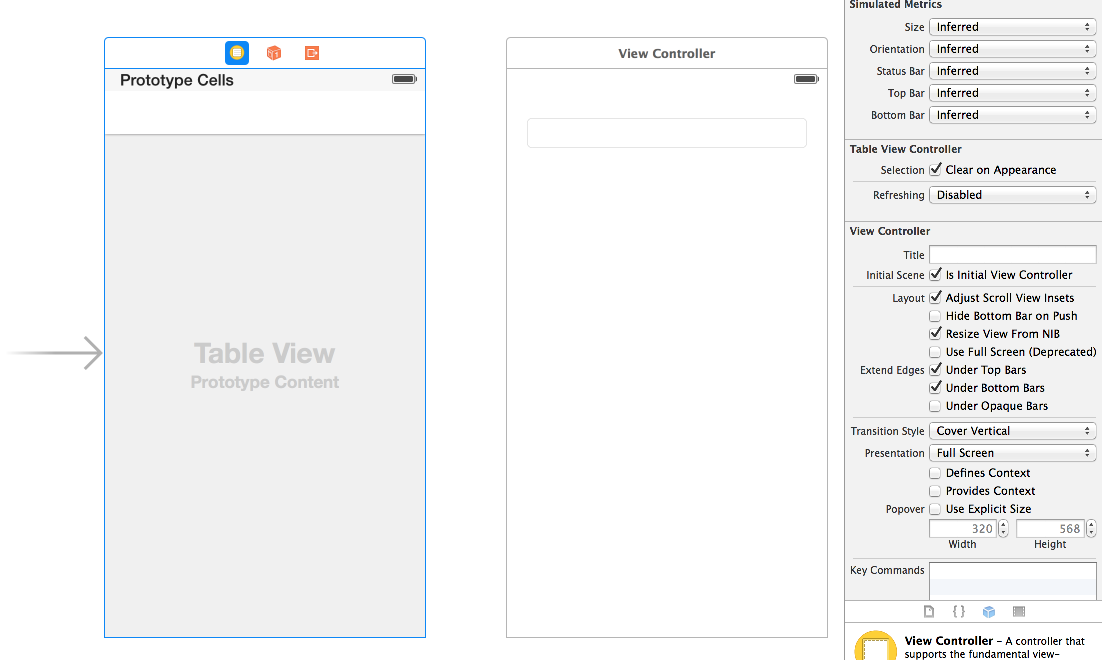 Prototype Cells
Table View
Prototype Content
View Controller
Simulated Metrics
Size Inferred
Orientation Inferred
Status Bar Inferred
Top Bar Inferred
Bottom Bar Inferred
Table View Controller
Selection Clear on Appearance
Refreshing Disabled
View Controller
Title
Initial Scene Is Initial View Controller
Layout Adjust Scroll View Insets
Hide Bottom Bar on Push
Resize View From NIB
Use Full Screen (Deprecated)
Extend Edges Under Top Bars
Under Bottom Bars
Under Opaque Bars
Transition Style Cover Vertical
Presentation Full Screen
Defines Context
Provides Context
Popover Use Explicit Size
320 568
Width Height
Key Commands
{ }
View Controller - A controller that
supports the fundamental view-